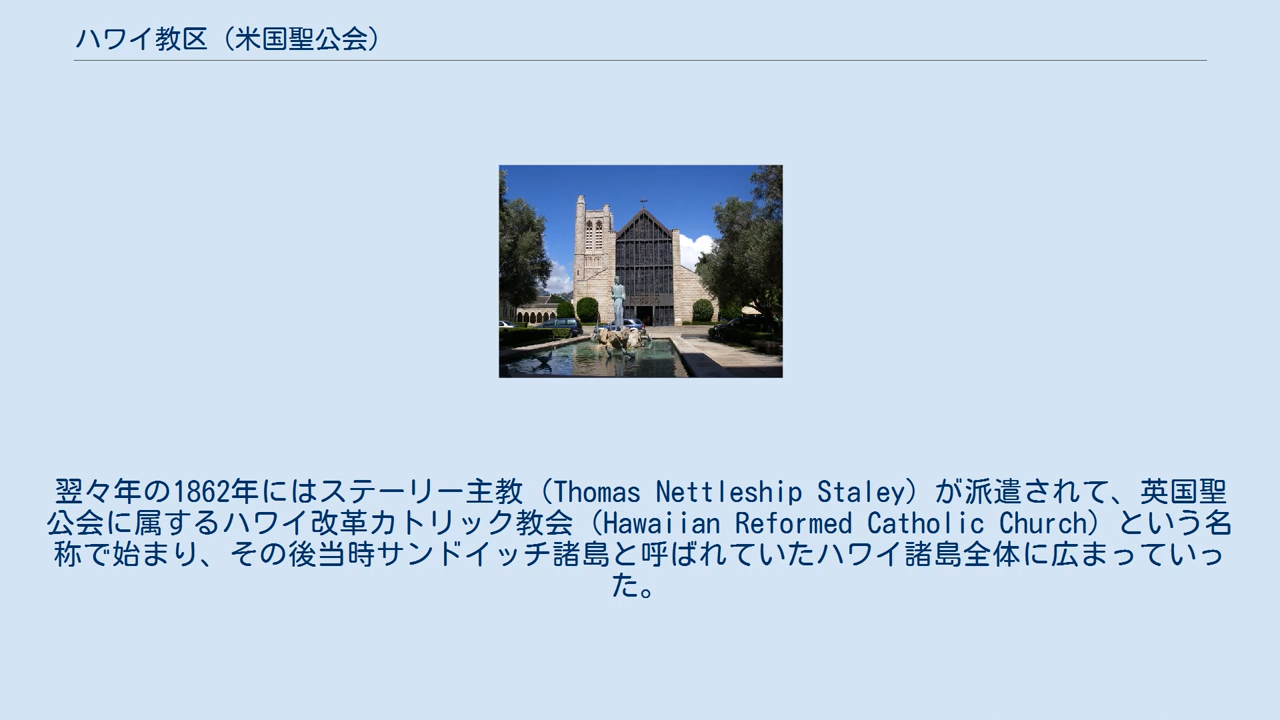 ハワイ教区（米国聖公会）
翌々年の1862年にはステーリー主教（Thomas Nettleship Staley）が派遣されて、英国聖
公会に属するハワイ改革カトリック教会（Hawaiian Reformed Catholic Church）という名
称で始まり、その後当時サンドイッチ諸島と呼ばれていたハワイ諸島全体に広まっていっ
た。